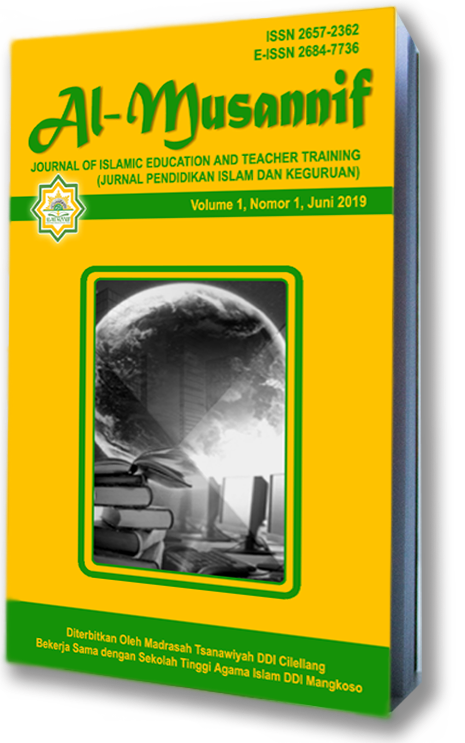 ISSN 2657-2362
E-ISSN 2684-7736
Al-Musannif
JOURNAL OF ISLAMIC EDUCATION AND TEACHER TRAINING
(JURNAL PENDIDIKAN ISLAM DAN KEGURUAN)
Volume 1, Nomor 1, Juni 2019
Diterbitkan Oleh Madrasah Tsanawiyah DDI Cilellang
Bekerja Sama dengan Sekolah Tinggi Agama Islam DDI Mangkoso